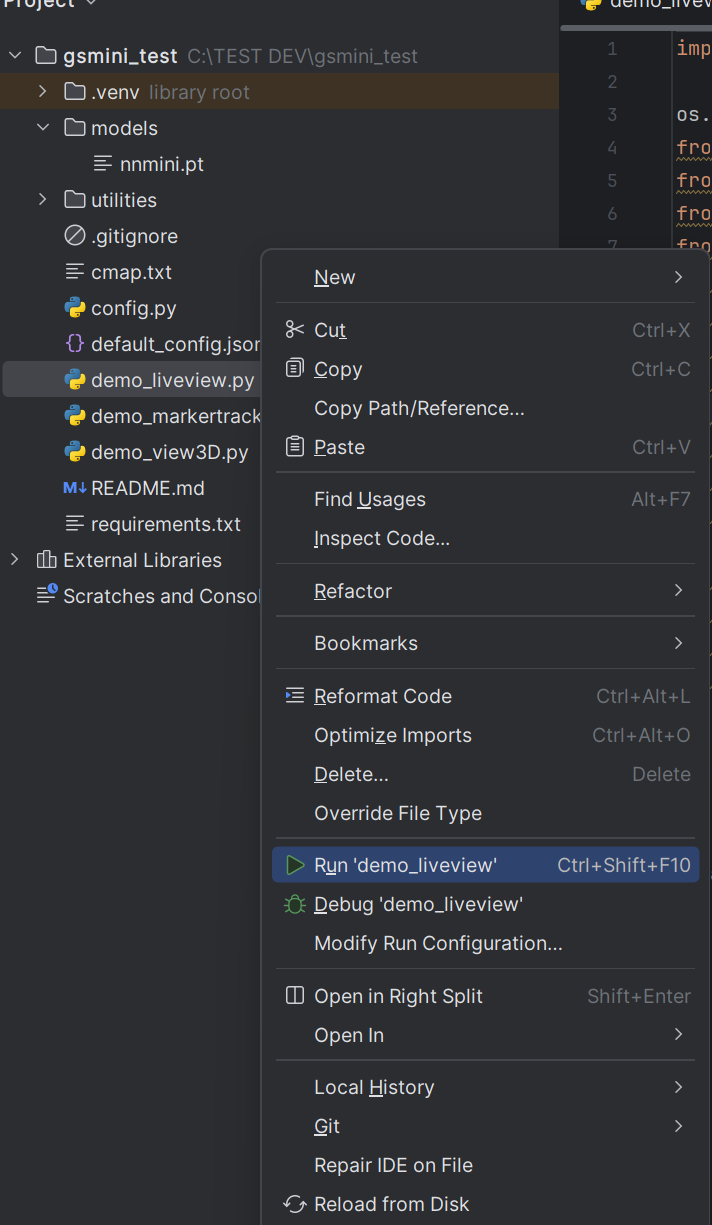 Project
demo_liveview
gsmini_test C:\TEST DEV\gsmini_test
.venv library root
models
nnmini.pt
utilities
.gitignore
cmap.txt
config.py
default_config.json
demo_liveview.py
demo_markertrack
demo_view3D.py
M↓ README.md
requirements.txt
External Libraries
Scratches and Consol
1 imp
2
3 os.
4 fro
5 fro
6 fro
7 fro
New
Cut Ctrl+X
Copy Ctrl+C
Copy Path/Reference...
Paste Ctrl+V
Find Usages Alt+F7
Inspect Code...
Refactor
Bookmarks
Reformat Code Ctrl+Alt+L
Optimize Imports Ctrl+Alt+O
Delete... Delete
Override File Type
Run 'demo_liveview' Ctrl+Shift+F10
Debug 'demo_liveview'
Modify Run Configuration...
Open in Right Split Shift+Enter
Open In
Local History
Git
Repair IDE on File
Reload from Disk